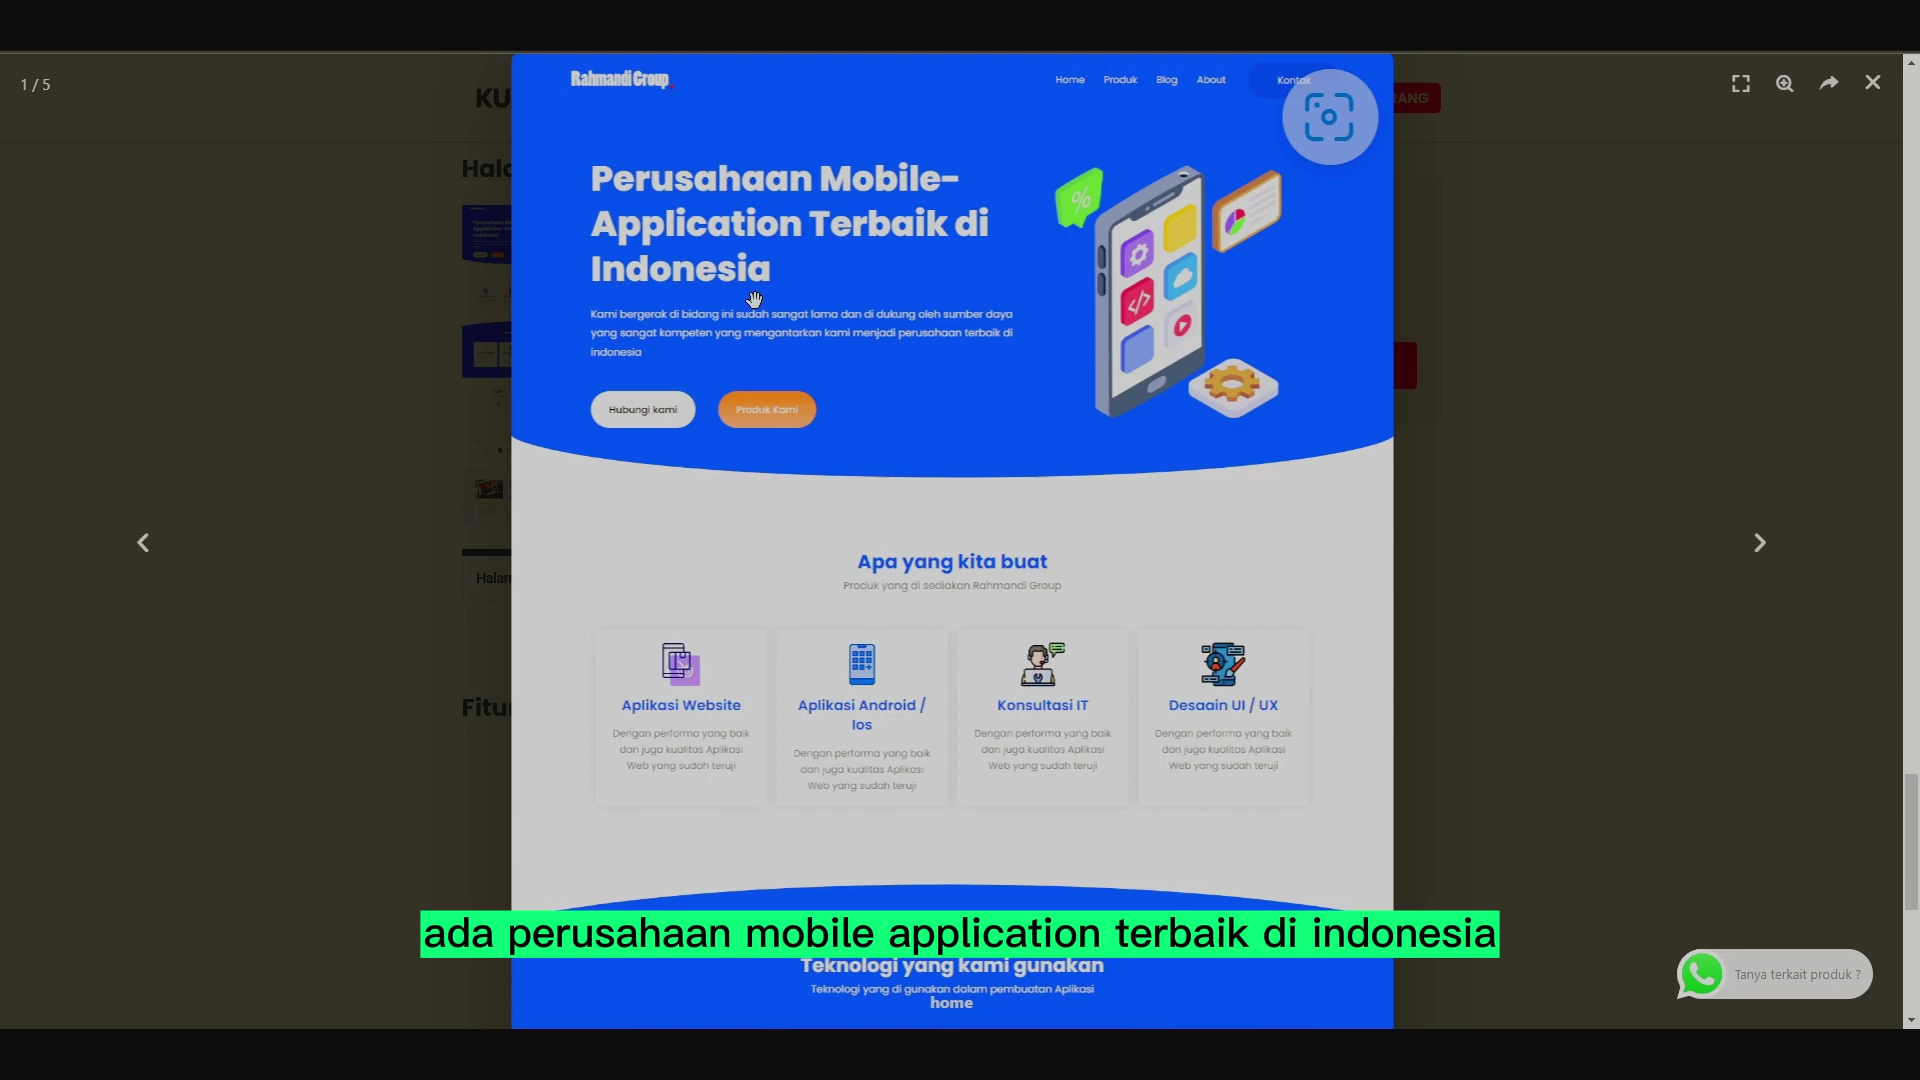 1 / 5
KU
RANG
Rahmandi Group
Home Produk Blog About Kontak
Perusahaan Mobile-
Application Terbaik di
Indonesia
Kami bergerak di bidang ini sudah sangat lama dan di dukung oleh sumber daya
yang sangat kompeten yang mengantarkan kami menjadi perusahaan terbaik di
indonesia
Hubungi kami Produk Kami
%
Apa yang kita buat
Produk yang di sediakan Rahmandi Group
Aplikasi Website
Dengan performa yang baik
dan juga kualitas Aplikasi
Web yang sudah teruji
Aplikasi Android /
Ios
Dengan performa yang baik
dan juga kualitas Aplikasi
Web yang sudah teruji
Konsultasi IT
Dengan performa yang baik
dan juga kualitas Aplikasi
Web yang sudah teruji
Desaain UI / UX
Dengan performa yang baik
dan juga kualitas Aplikasi
Web yang sudah teruji
Hala
Halam
Fitur
ada perusahaan mobile application terbaik di indonesia
Teknologi yang kami gunakan
Teknologi yang di gunakan dalam pembuatan Aplikasi
home
Tanya terkait produk ?